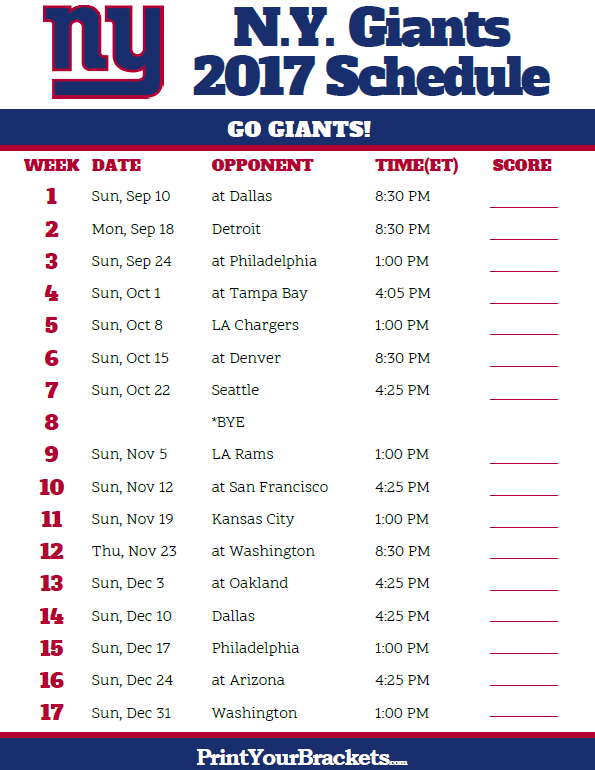 ny
N.Y. Giants
2017 Schedule
GO GIANTS!
WEEK DATE OPPONENT TIME(ET) SCORE
1 Sun, Sep 10 at Dallas 8:30 PM
2 Mon, Sep 18 Detroit 8:30 PM
3 Sun, Sep 24 at Philadelphia 1:00 PM
4 Sun, Oct 1 at Tampa Bay 4:05 PM
5 Sun, Oct 8 LA Chargers 1:00 PM
6 Sun, Oct 15 at Denver 8:30 PM
7 Sun, Oct 22 Seattle 4:25 PM
8 *BYE
9 Sun, Nov 5 LA Rams 1:00 PM
10 Sun, Nov 12 at San Francisco 4:25 PM
11 Sun, Nov 19 Kansas City 1:00 PM
12 Thu, Nov 23 at Washington 8:30 PM
13 Sun, Dec 3 at Oakland 4:25 PM
14 Sun, Dec 10 Dallas 4:25 PM
15 Sun, Dec 17 Philadelphia 1:00 PM
16 Sun, Dec 24 at Arizona 4:25 PM
17 Sun, Dec 31 Washington 1:00 PM
PrintYourBrackets.com